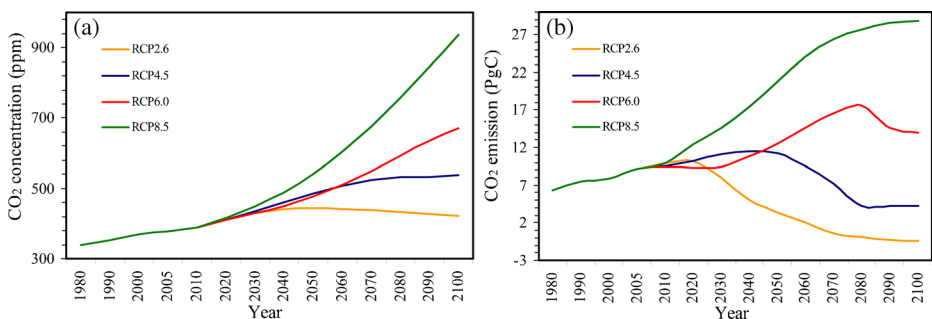 (a)
CO2 concentration (ppm)
900
700
500
300
RCP2.6
RCP4.5
RCP6.0
RCP8.5
1980
1990
2000
2005
2010
2020
2030
2040
2050
2060
2070
2080
2090
2100
Year
(b)
CO2 emission (PgC)
27
22
17
12
7
2
-3
RCP2.6
RCP4.5
RCP6.0
RCP8.5
1980
1990
2000
2005
2010
2020
2030
2040
2050
2060
2070
2080
2090
2100
Year